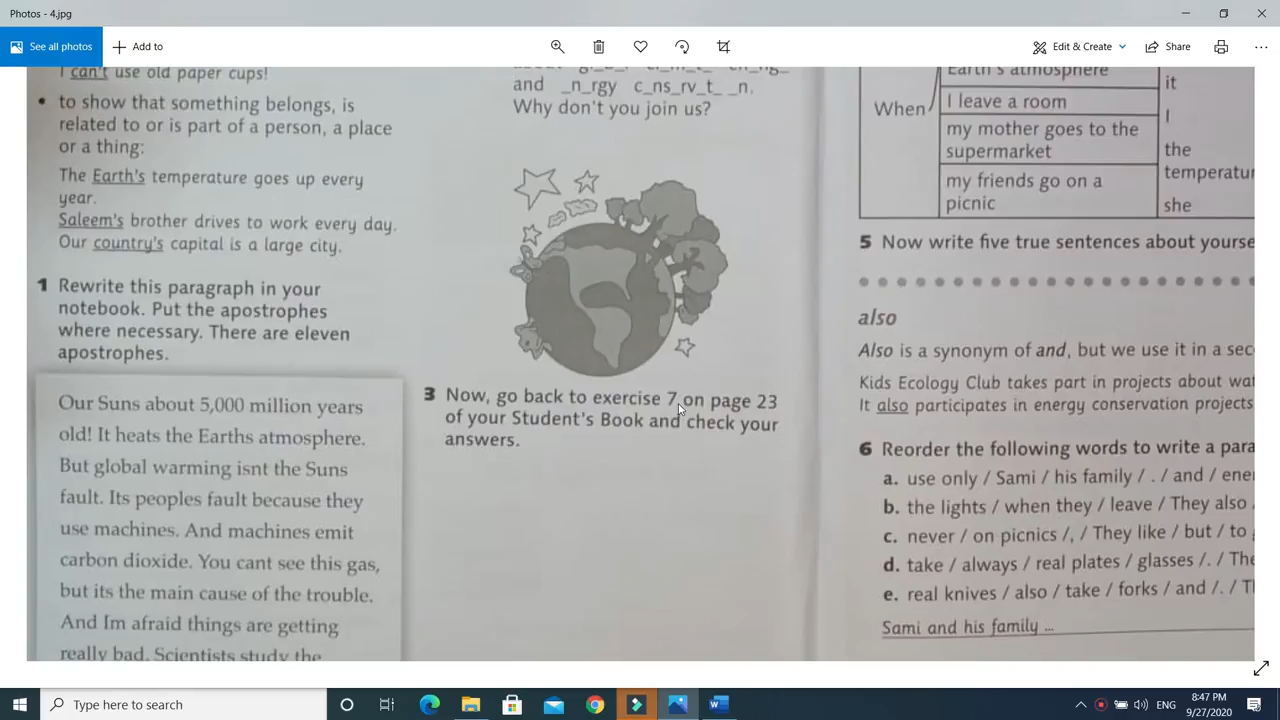 Photos - 4.jpg
See all photos
Add to
Edit & Create
Share
I can't use old paper cups!
• to show that something belongs, is
related to or is part of a person, a place
or a thing:
The Earth's temperature goes up every
year.
Saleem's brother drives to work every day.
Our country's capital is a large city.
1 Rewrite this paragraph in your
notebook. Put the apostrophes
where necessary. There are eleven
apostrophes.
Our Suns about 5,000 million years
old! It heats the Earths atmosphere.
But global warming isnt the Suns
fault. Its peoples fault because they
use machines. And machines emit
carbon dioxide. You cant see this gas,
but its the main cause of the trouble.
And Im afraid things are getting
really bad. Scientists study the
and _n_rgy c_ns_rv_t_ _n.
Why don't you join us?
3 Now, go back to exercise 7 on page 23
of your Student's Book and check your
answers.
When
Earth's atmosphere
I leave a room
my mother goes to the
supermarket
my friends go on a
picnic
it
I
the
temperatur
she
5 Now write five true sentences about yourse
also
Also is a synonym of and, but we use it in a sec
Kids Ecology Club takes part in projects about wat
It also participates in energy conservation projects
6 Reorder the following words to write a para
a. use only / Sami / his family / . / and / ener
b. the lights / when they / leave / They also
c. never / on picnics /, / They like / but / to
d. take / always / real plates / glasses /. / The
e. real knives / also / take / forks / and /. / T
Sami and his family ...
Type here to search
8:47 PM
9/27/2020